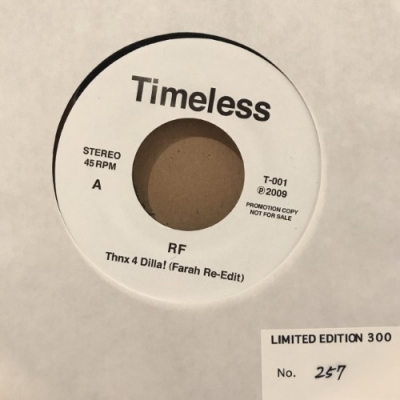 Timeless
STEREO
45 RPM
A
T-001
℗2009
PROMOTION COPY
NOT FOR SALE
RF
Thnx 4 Dilla! (Farah Re-Edit)
LIMITED EDITION 300
No. 257